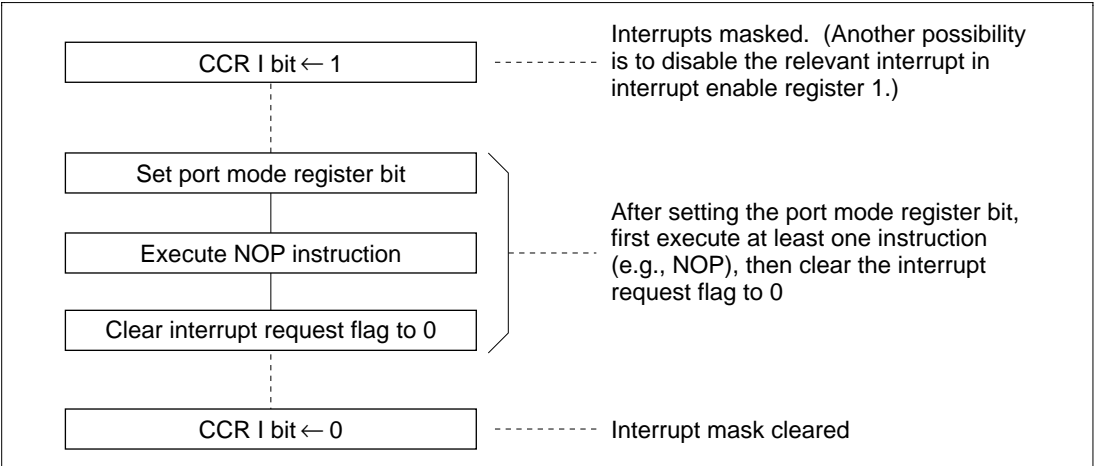 CCR I bit ← 1
Interrupts masked. (Another possibility
is to disable the relevant interrupt in
interrupt enable register 1.)
Set port mode register bit
Execute NOP instruction
Clear interrupt request flag to 0
After setting the port mode register bit,
first execute at least one instruction
(e.g., NOP), then clear the interrupt
request flag to 0
CCR I bit ← 0
Interrupt mask cleared